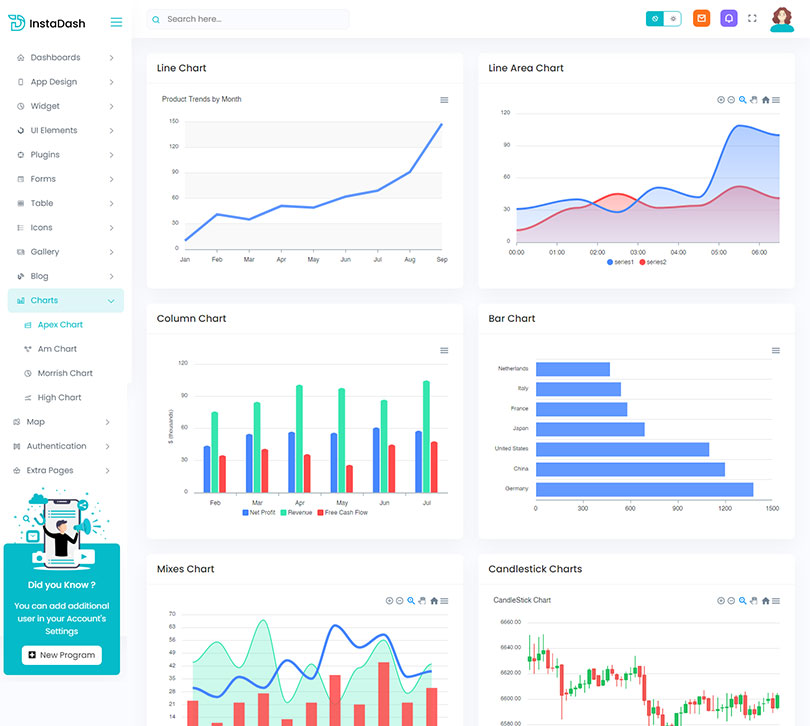 InstaDash
Search here...
Dashboards
App Design
Widget
UI Elements
Plugins
Forms
Table
Icons
Gallery
Blog
Charts
Apex Chart
Am Chart
Morrish Chart
High Chart
Map
Authentication
Extra Pages
Did you Know ?
You can add additional
user in your Account's
Settings
New Program
Line Chart
Product Trends by Month
150
120
90
60
30
0
Jan Feb Mar Apr May Jun Jul Aug Sep
Line Area Chart
120
90
60
30
0
00:00 01:00 02:00 03:00 04:00 05:00 06:00
series1 series2
Column Chart
$ (thousands)
120
90
60
30
0
Feb Mar Apr May Jun Jul
Net Profit Revenue Free Cash Flow
Bar Chart
Netherlands
Italy
France
Japan
United States
China
Germany
0 300 600 900 1200 1500
Mixes Chart
70
63
56
49
42
35
28
21
14
Candlestick Charts
CandleStick Chart
6660.00
6640.00
6620.00
6600.00
6580.00